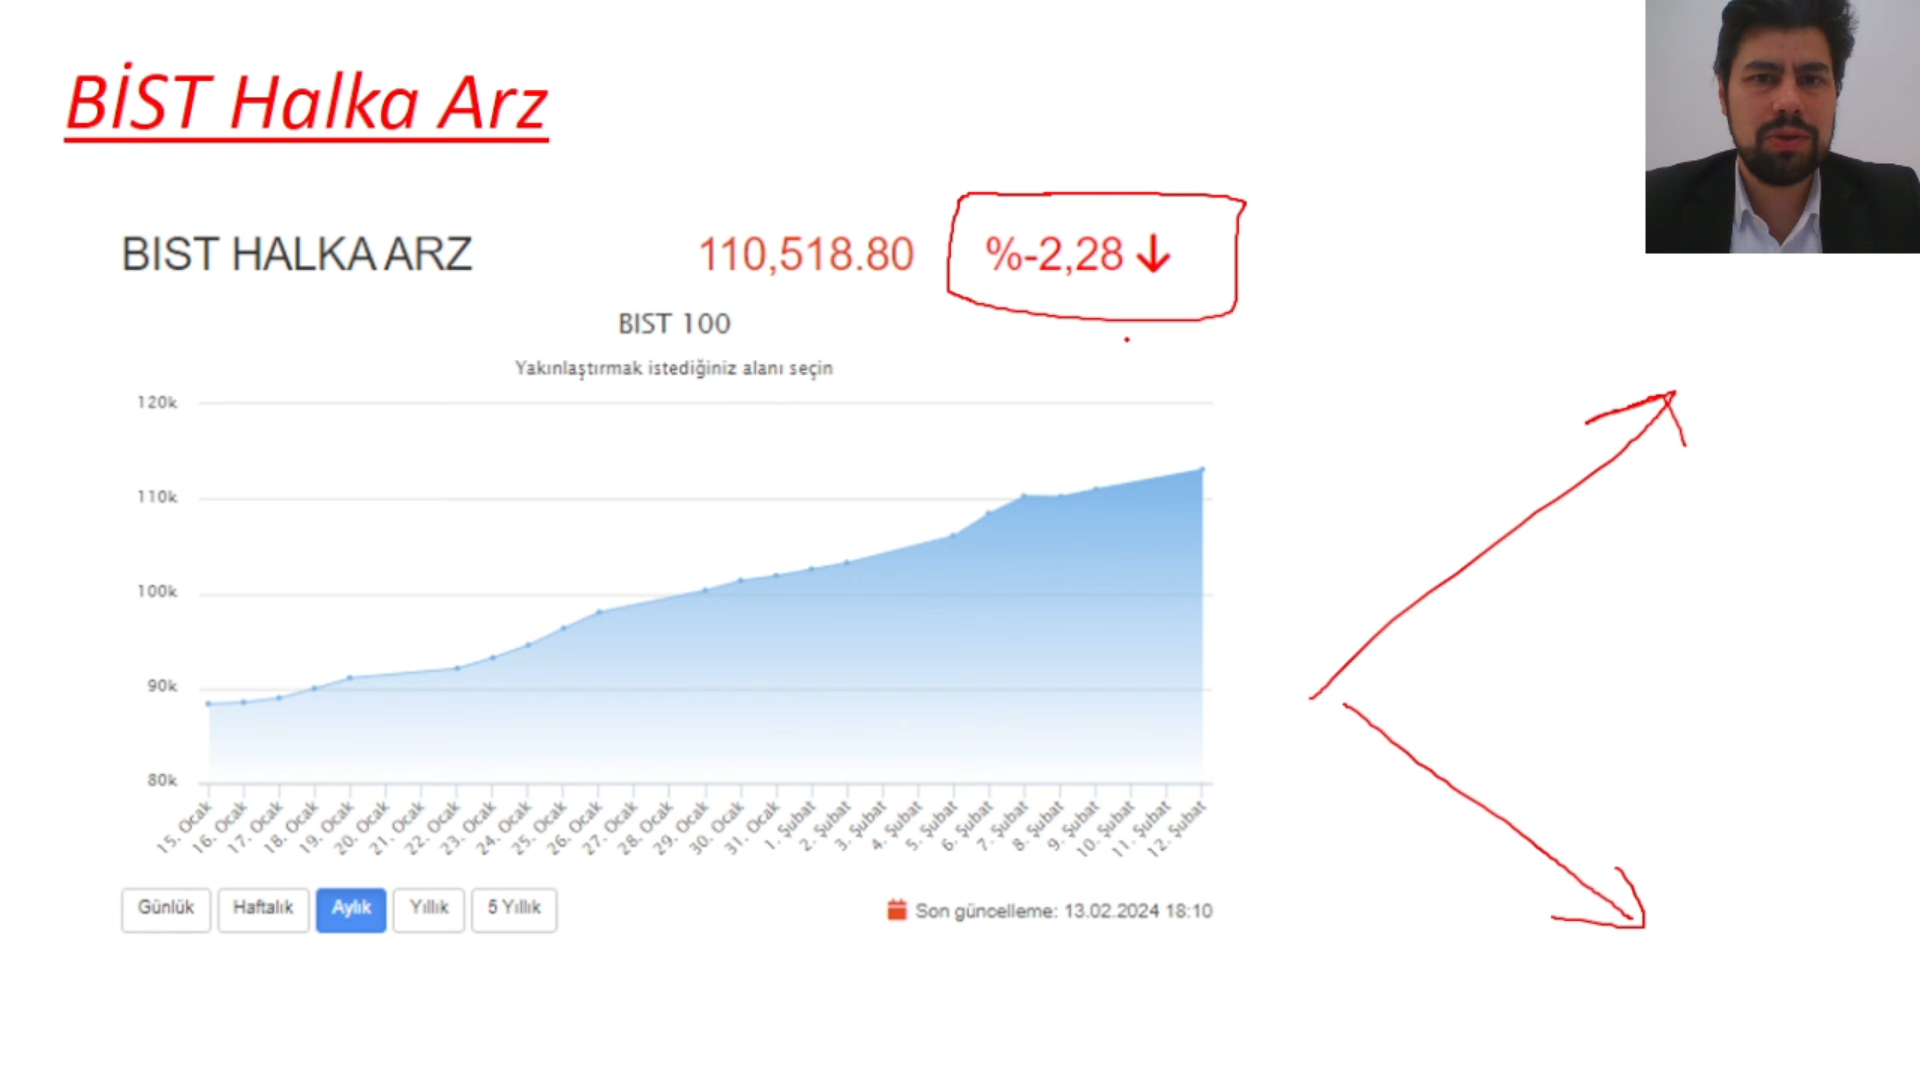 BİST Halka Arz
BIST HALKA ARZ 110,518.80 %-2,28
BIST 100
Yakınlaştırmak istediğiniz alanı seçin
120k
110k
100k
90k
80k
15. Ocak
16. Ocak
17. Ocak
18. Ocak
19. Ocak
20. Ocak
21. Ocak
22. Ocak
23. Ocak
24. Ocak
25. Ocak
26. Ocak
27. Ocak
28. Ocak
29. Ocak
30. Ocak
31. Ocak
1. Şubat
2. Şubat
3. Şubat
4. Şubat
5. Şubat
6. Şubat
7. Şubat
8. Şubat
9. Şubat
10. Şubat
11. Şubat
12. Şubat
Günlük Haftalık Aylık Yıllık 5 Yıllık Son güncelleme: 13.02.2024 18:10